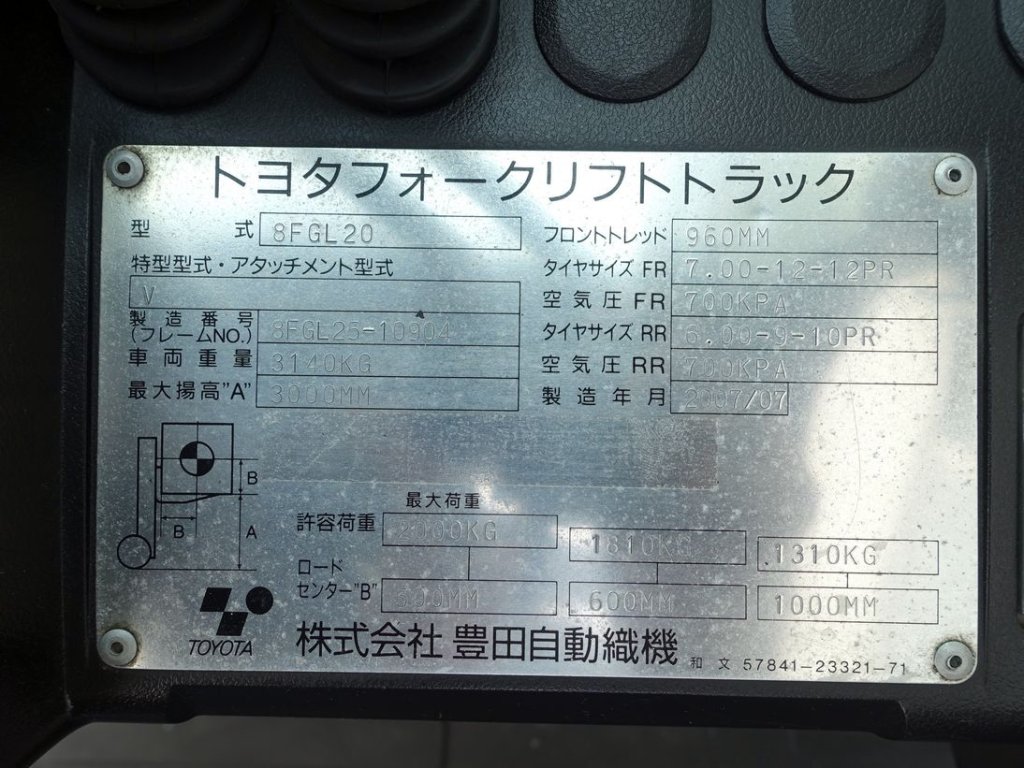 トヨタフォークリフトトラック
型式 8FGL20
特型型式・アタッチメント型式
V
製造番号
(フレームNO.) 8FGL25-10904
車両重量 3140KG
最大揚高"A" 3000MM
フロントトレッド 960MM
タイヤサイズ FR 7.00-12-12PR
空気圧 FR 700KPA
タイヤサイズ RR 6.00-9-10PR
空気圧 RR 700KPA
製造年月 2007/07
B
B
A
最大荷重
許容荷重 2000KG 1810KG 1310KG
ロード
センター"B" 500MM 600MM 1000MM
TOYOTA
株式会社 豊田自動織機
和文 57841-23321-71